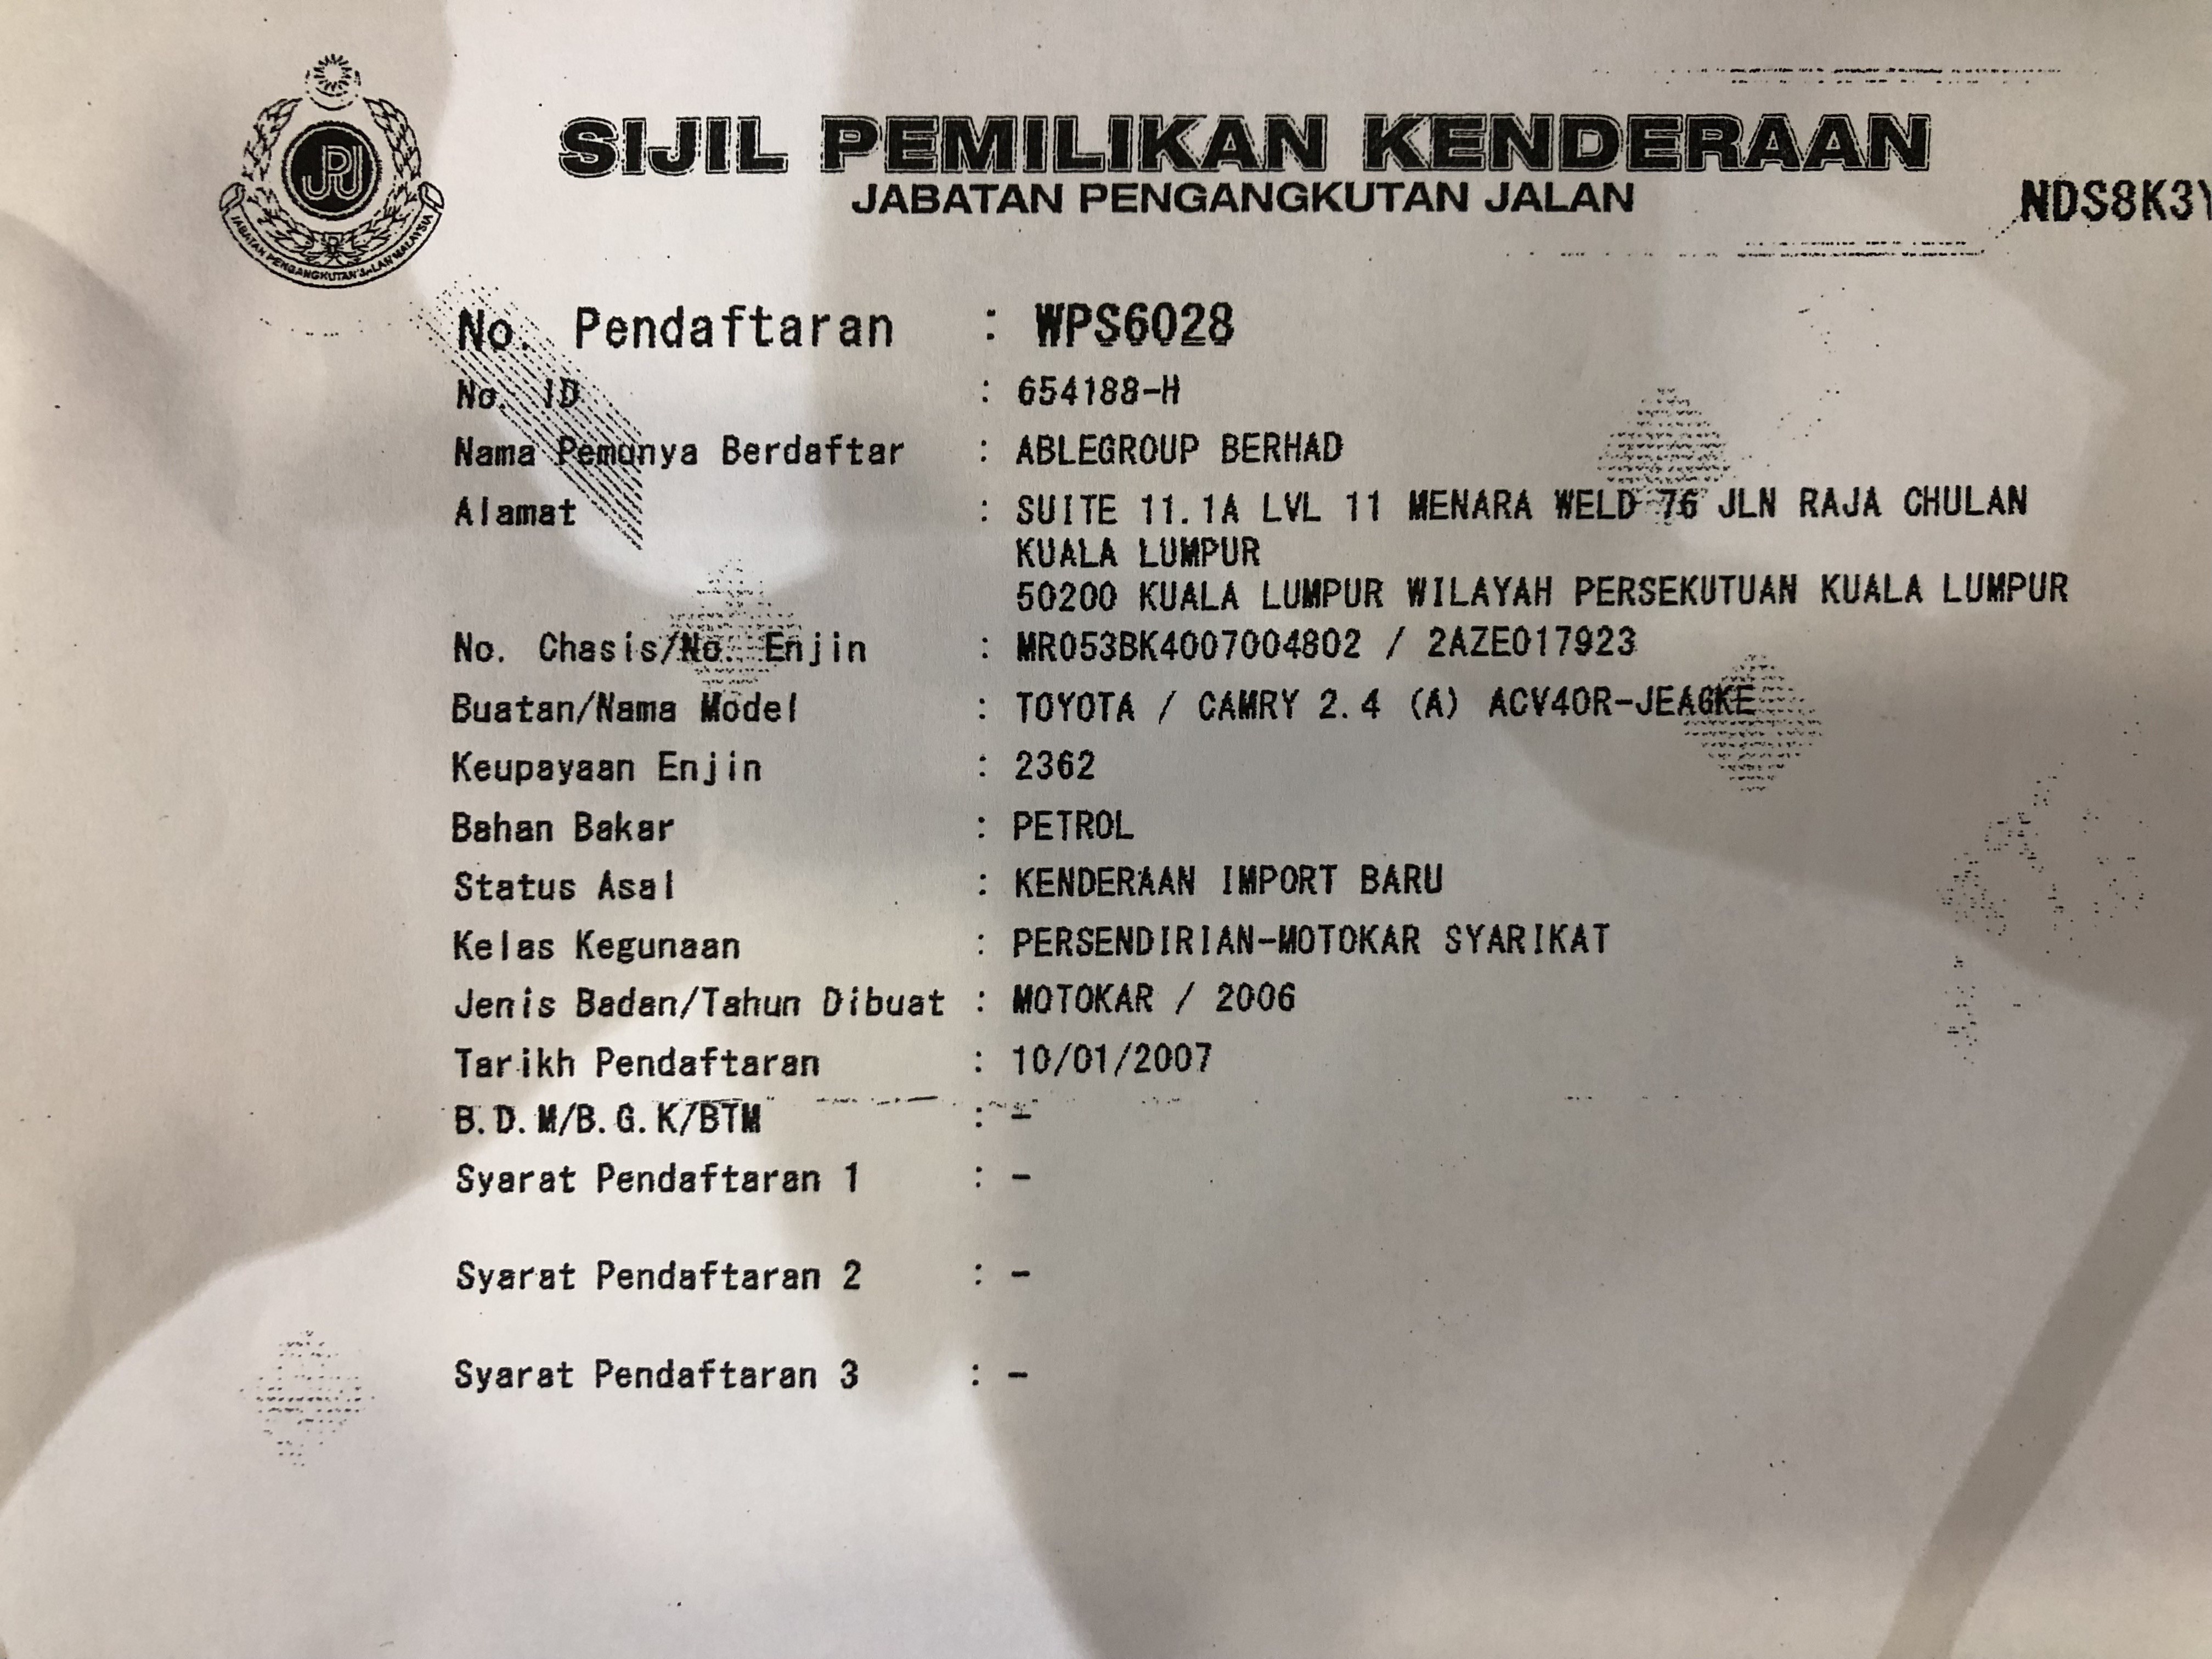 SIJIL PEMILIKAN KENDERAAN
JABATAN PENGANGKUTAN JALAN
JPJ
JABATAN PENGANGKUTAN JALAN MALAYSIA
NDS8K3
No. Pendaftaran : WPS6028
No. ID : 654188-H
Nama Pemunya Berdaftar : ABLEGROUP BERHAD
Alamat : SUITE 11.1A LVL 11 MENARA WELD 76 JLN RAJA CHULAN
KUALA LUMPUR
50200 KUALA LUMPUR WILAYAH PERSEKUTUAN KUALA LUMPUR
No. Chasis/No. Enjin : MR053BK4007004802 / 2AZE017923
Buatan/Nama Model : TOYOTA / CAMRY 2.4 (A) ACV40R-JEAGKE
Keupayaan Enjin : 2362
Bahan Bakar : PETROL
Status Asal : KENDERAAN IMPORT BARU
Kelas Kegunaan : PERSENDIRIAN-MOTOKAR SYARIKAT
Jenis Badan/Tahun Dibuat : MOTOKAR / 2006
Tarikh Pendaftaran : 10/01/2007
B.D.M/B.G.K/BTM : -
Syarat Pendaftaran 1 : -
Syarat Pendaftaran 2 : -
Syarat Pendaftaran 3 : -